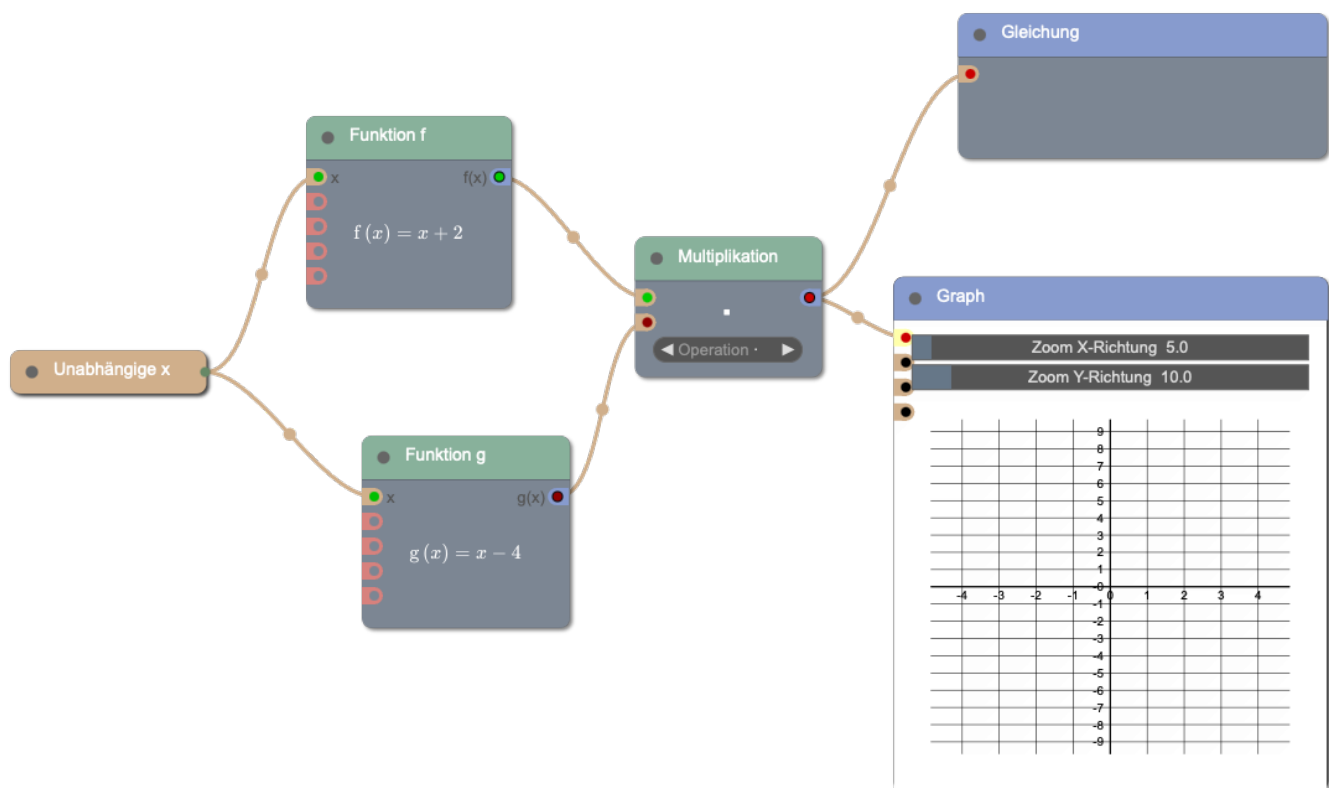 Gleichung
Funktion f
x f(x)
f (x) = x + 2
Multiplikation
·
◀ Operation · ▶
Graph
Zoom X-Richtung 5.0
Zoom Y-Richtung 10.0
Unabhängige x
Funktion g
x g(x)
g (x) = x − 4
9
8
7
6
5
4
3
2
1
-0
-4 -3 -2 -1 0 1 2 3 4
-1
-2
-3
-4
-5
-6
-7
-8
-9